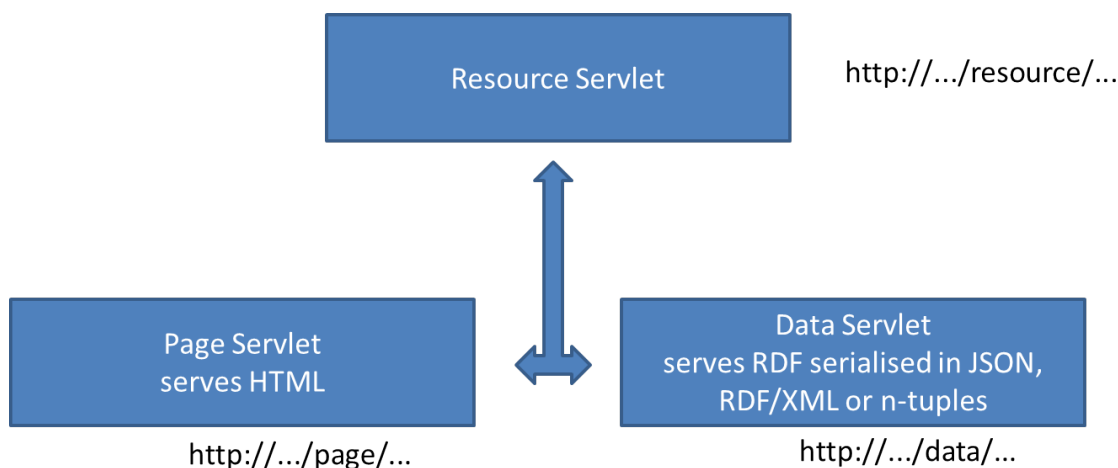 Resource Servlet
http://.../resource/...
Page Servlet
serves HTML
http://.../page/...
Data Servlet
serves RDF serialised in JSON,
RDF/XML or n-tuples
http://.../data/...